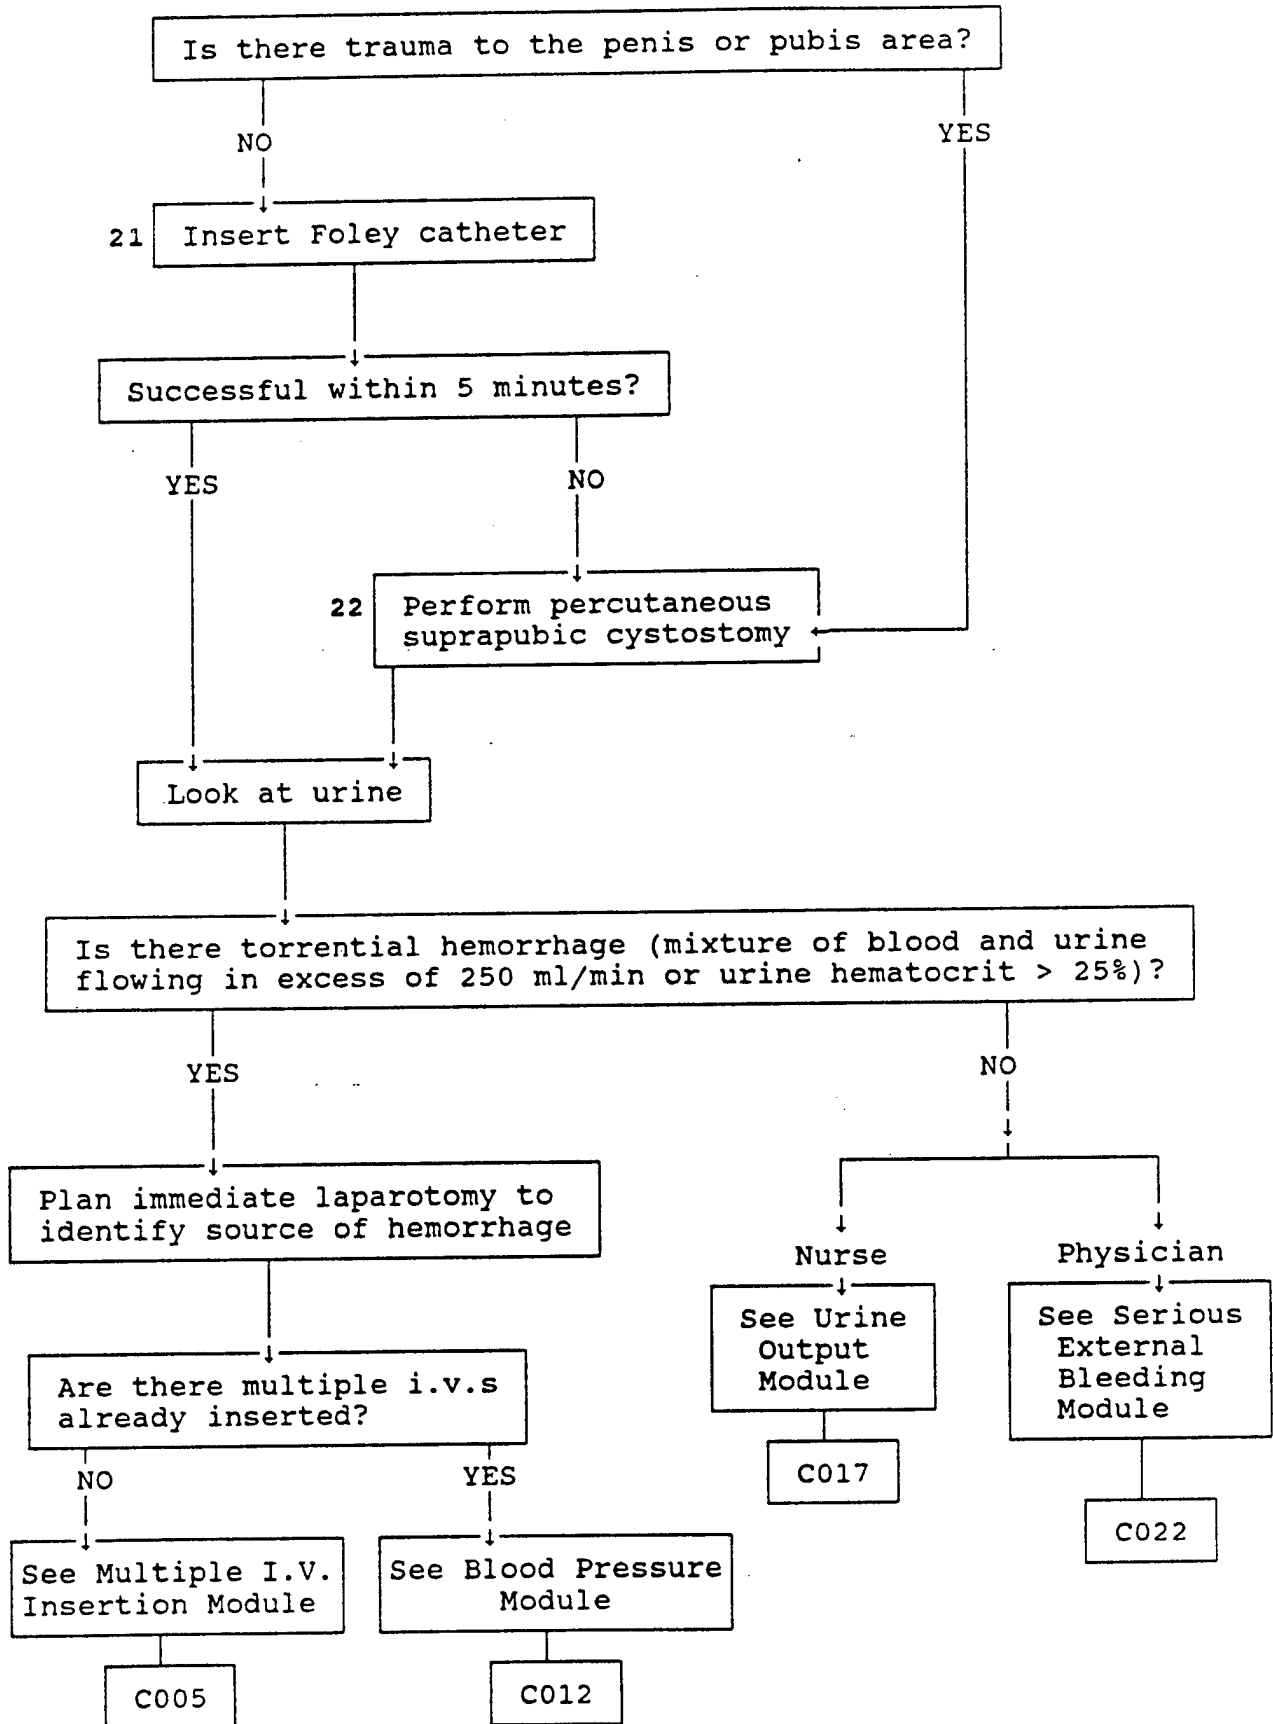 Is there trauma to the penis or pubis area?
NO
YES
21
Insert Foley catheter
Successful within 5 minutes?
YES
NO
22
Perform percutaneous
suprapubic cystostomy
Look at urine
Is there torrential hemorrhage (mixture of blood and urine
flowing in excess of 250 ml/min or urine hematocrit > 25%)?
YES
NO
Plan immediate laparotomy to
identify source of hemorrhage
Nurse
Physician
See Urine
Output
Module
See Serious
External
Bleeding
Module
Are there multiple i.v.s
already inserted?
C017
C022
NO
YES
See Multiple I.V.
Insertion Module
See Blood Pressure
Module
C005
C012